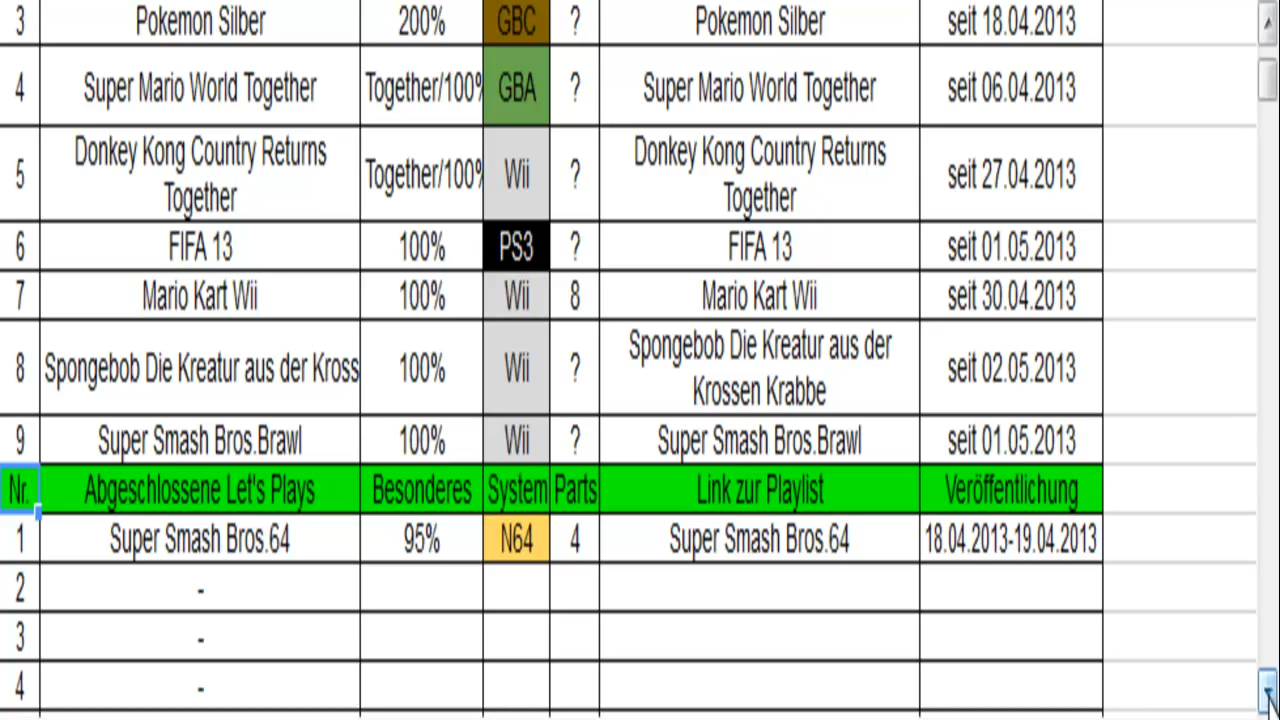 3 Pokemon Silber 200% GBC ? Pokemon Silber seit 18.04.2013
4 Super Mario World Together Together/100% GBA ? Super Mario World Together seit 06.04.2013
5 Donkey Kong Country Returns Together Together/100% Wii ? Donkey Kong Country Returns Together seit 27.04.2013
6 FIFA 13 100% PS3 ? FIFA 13 seit 01.05.2013
7 Mario Kart Wii 100% Wii 8 Mario Kart Wii seit 30.04.2013
8 Spongebob Die Kreatur aus der Kross 100% Wii ? Spongebob Die Kreatur aus der Krossen Krabbe seit 02.05.2013
9 Super Smash Bros.Brawl 100% Wii ? Super Smash Bros.Brawl seit 01.05.2013
Nr. Abgeschlossene Let's Plays Besonderes System Parts Link zur Playlist Veröffentlichung
1 Super Smash Bros.64 95% N64 4 Super Smash Bros.64 18.04.2013-19.04.2013
2 -
3 -
4 -